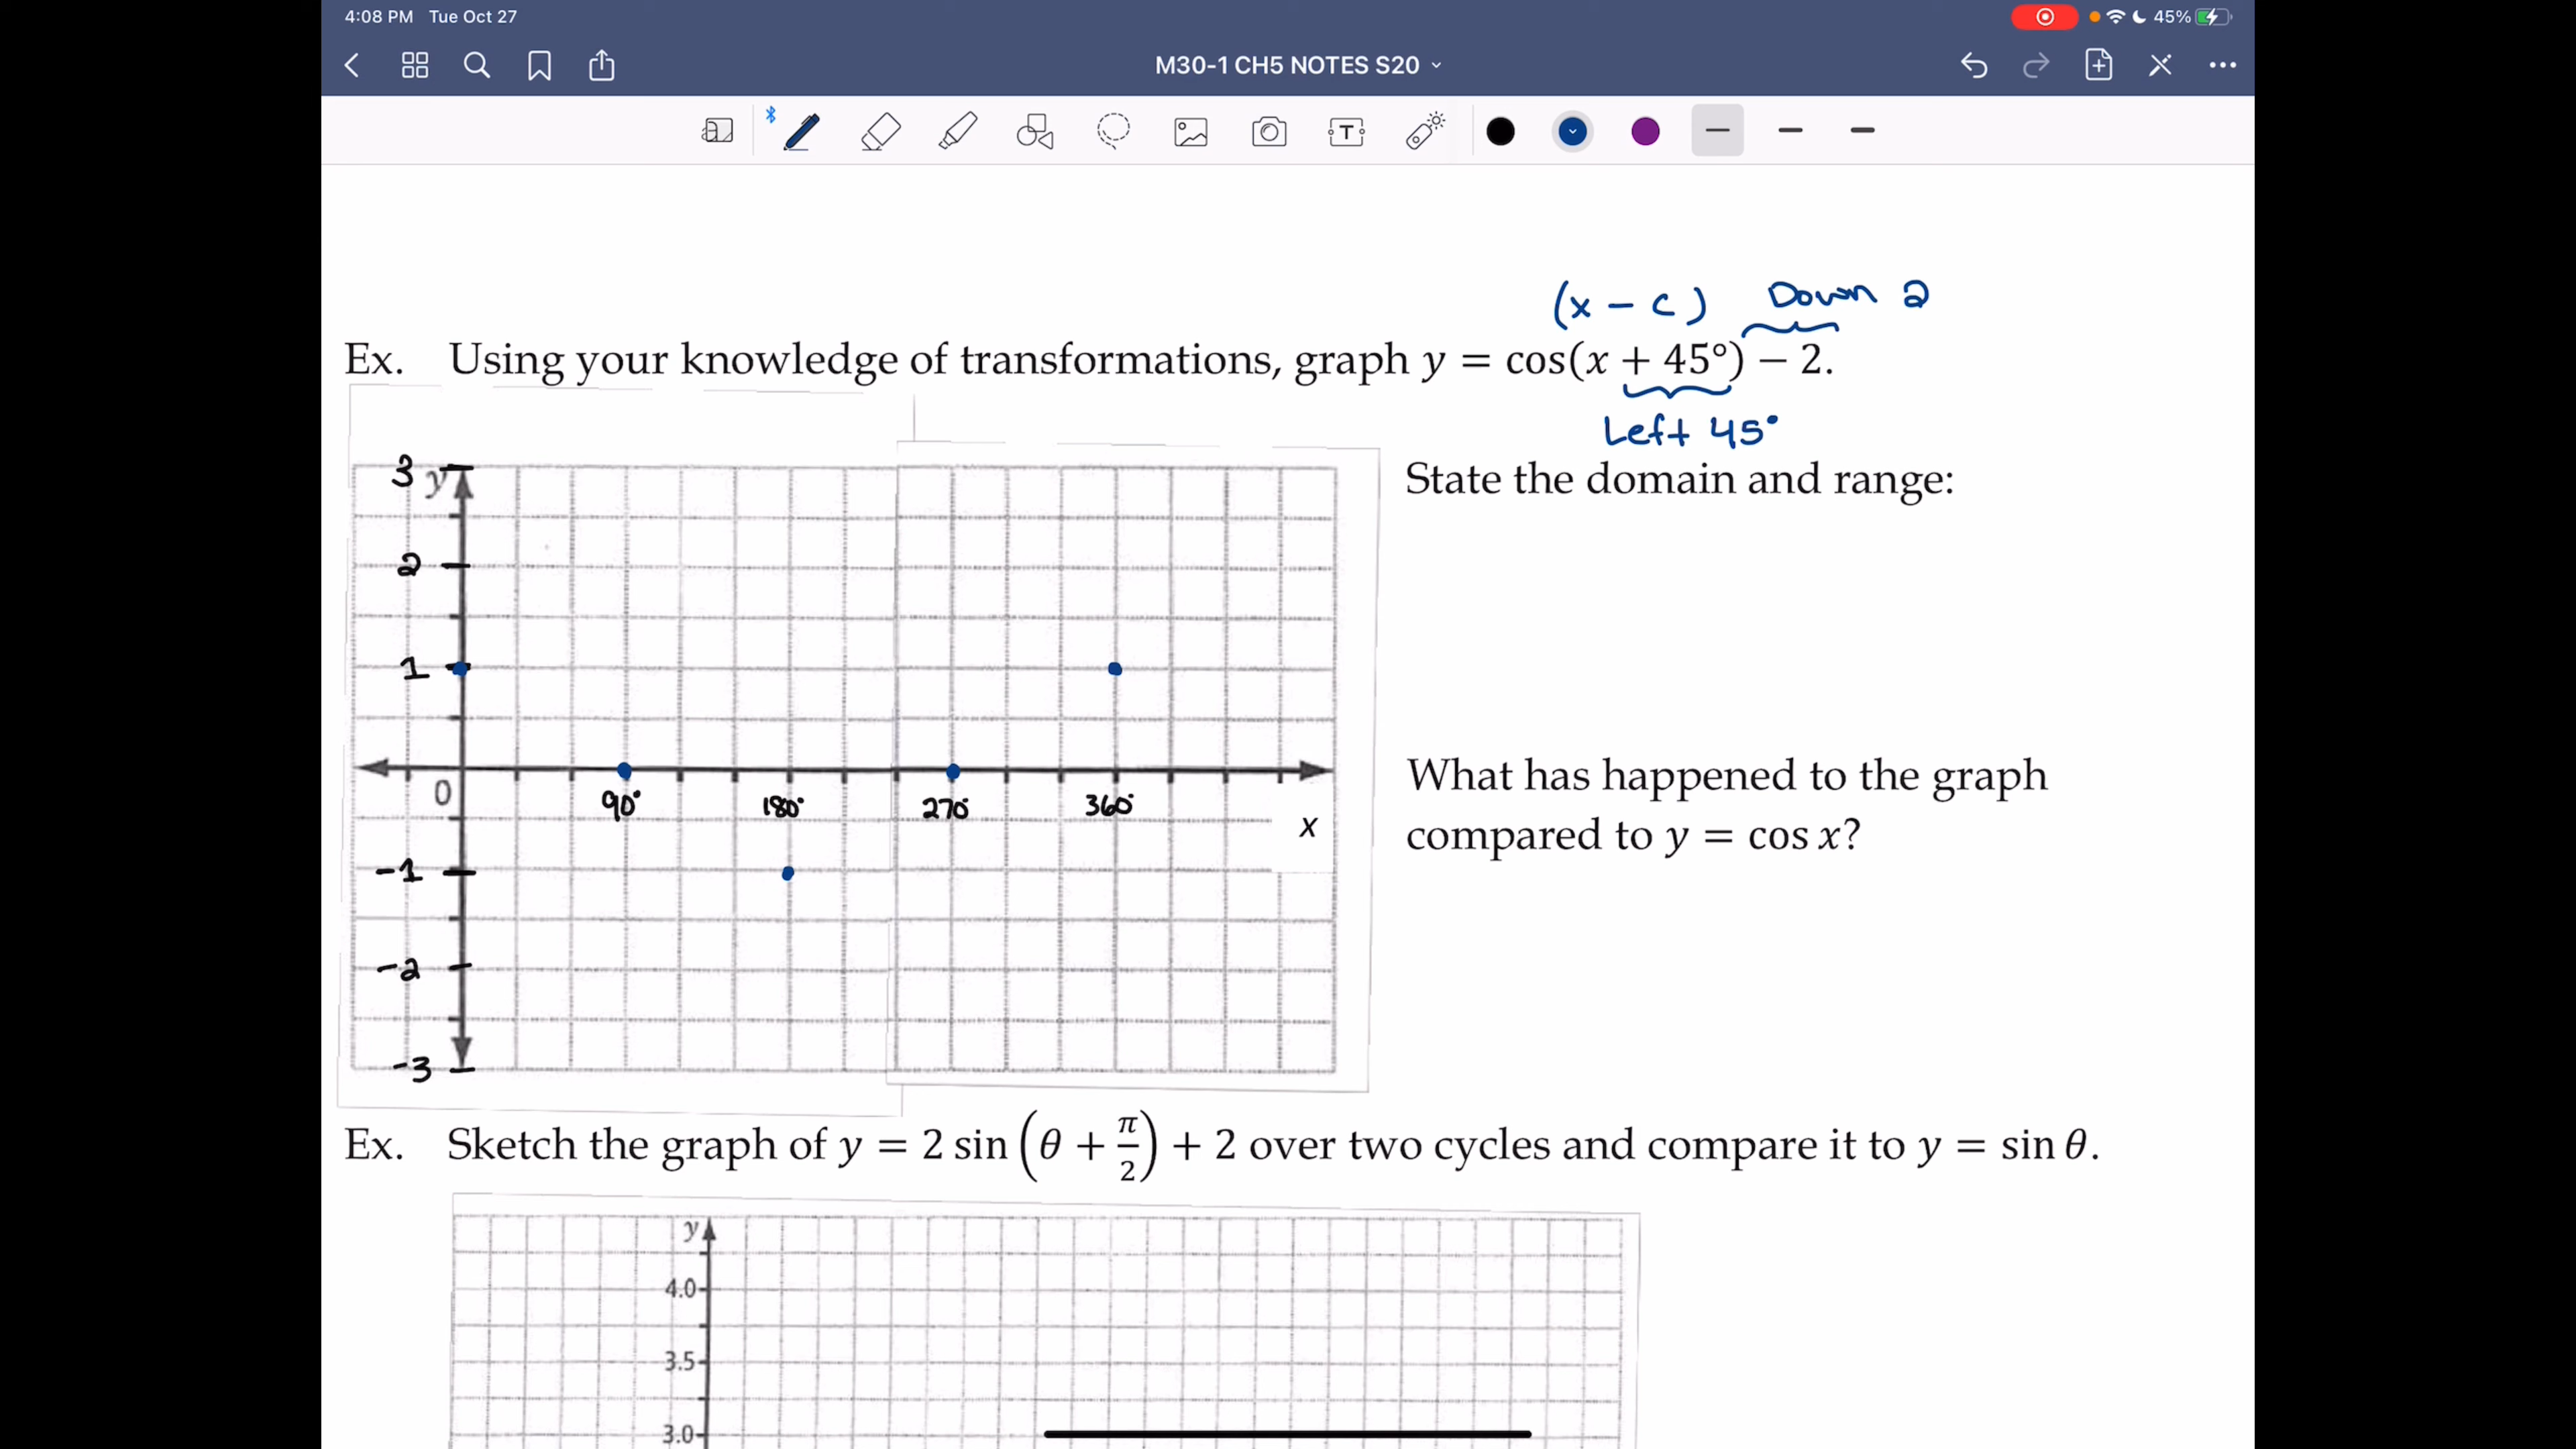 4:08 PM Tue Oct 27
45%
M30-1 CH5 NOTES S20
(x - c) Down 2
Ex. Using your knowledge of transformations, graph y = cos(x + 45°) − 2.
Left 45°
State the domain and range:
3 y
2
1
0 90° 180° 270° 360° x
-1
-2
-3
What has happened to the graph
compared to y = cos x?
Ex. Sketch the graph of y = 2 sin (θ + π/2) + 2 over two cycles and compare it to y = sin θ.
y
4.0
3.5
3.0